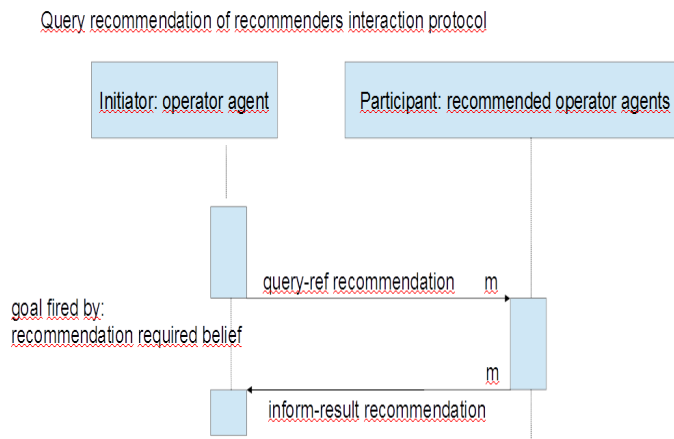 Query recommendation of recommenders interaction protocol
Initiator: operator agent
Participant: recommended operator agents
query-ref recommendation m
goal fired by:
recommendation required belief
m
inform-result recommendation